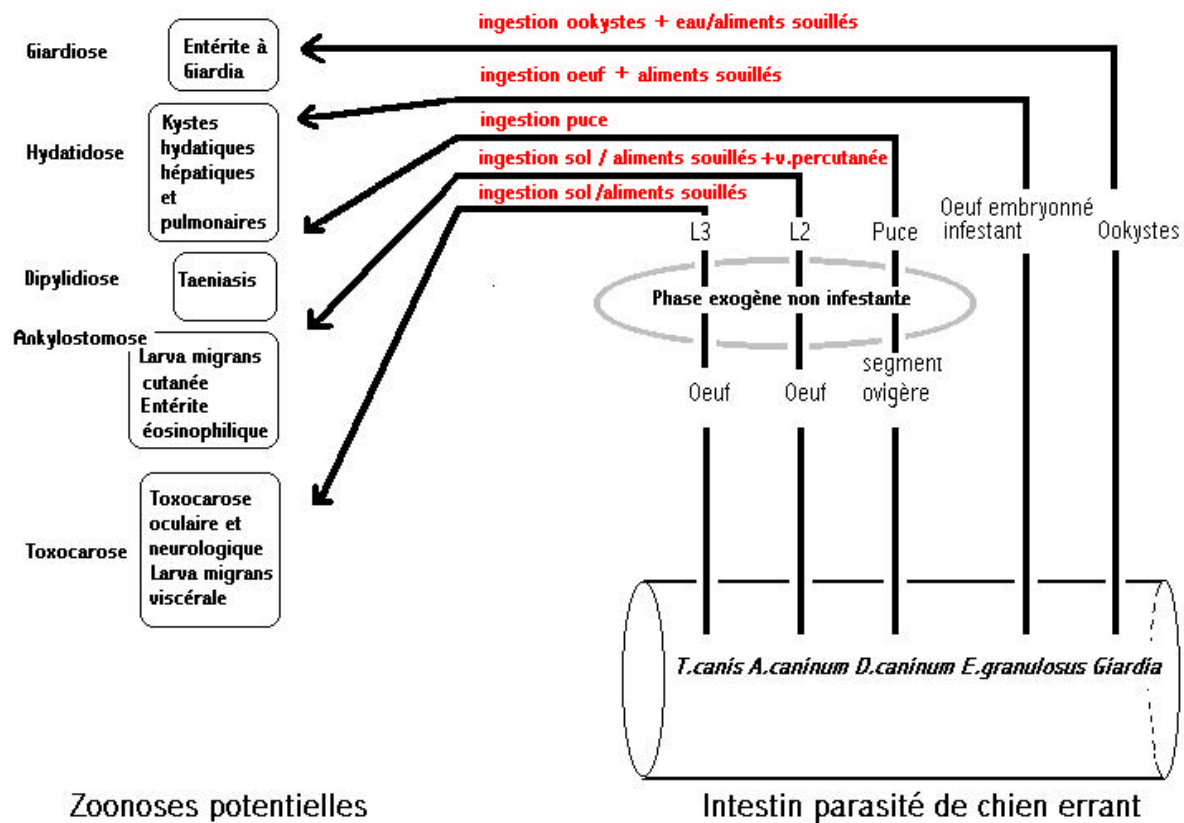 ingestion ookystes + eau/aliments souillés
Giardiose
Entérite à
Giardia
ingestion oeuf + aliments souillés
Hydatidose
Kystes
hydatiques
hépatiques
et
pulmonaires
ingestion puce
ingestion sol / aliments souillés +v.percutanée
ingestion sol /aliments souillés
L3
L2
Puce
Oeuf embryonné
infestant
Ookystes
Dipylidiose
Taeniasis
Phase exogène non infestante
Ankylostomose
Larva migrans
cutanée
Entérite
éosinophilique
Oeuf
Oeuf
segment
ovigère
Toxocarose
Toxocarose
oculaire et
neurologique
Larva migrans
viscérale
T.canis A.caninum D.caninum E.granulosus Giardia
Zoonoses potentielles
Intestin parasité de chien errant